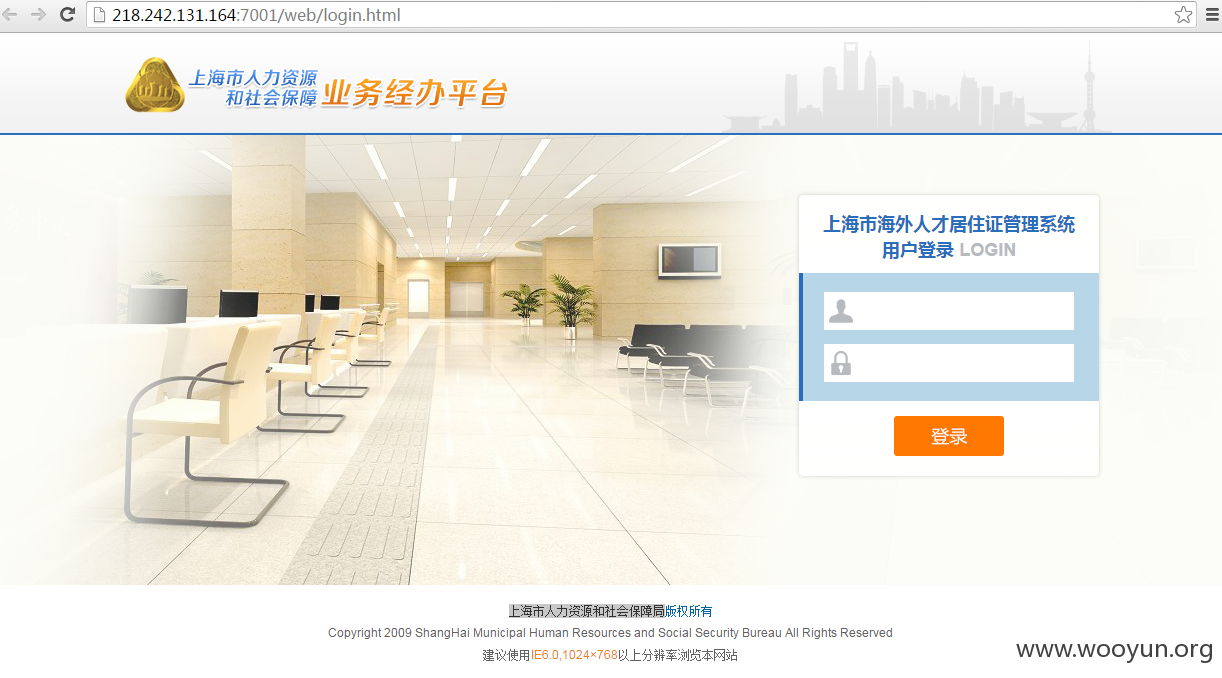 218.242.131.164:7001/web/login.html
上海市人力资源
和社会保障
业务经办平台
上海市海外人才居住证管理系统
用户登录 LOGIN
登录
上海市人力资源和社会保障局版权所有
Copyright 2009 ShangHai Municipal Human Resources and Social Security Bureau All Rights Reserved
建议使用IE6.0,1024×768以上分辨率浏览本网站
www.wooyun.org